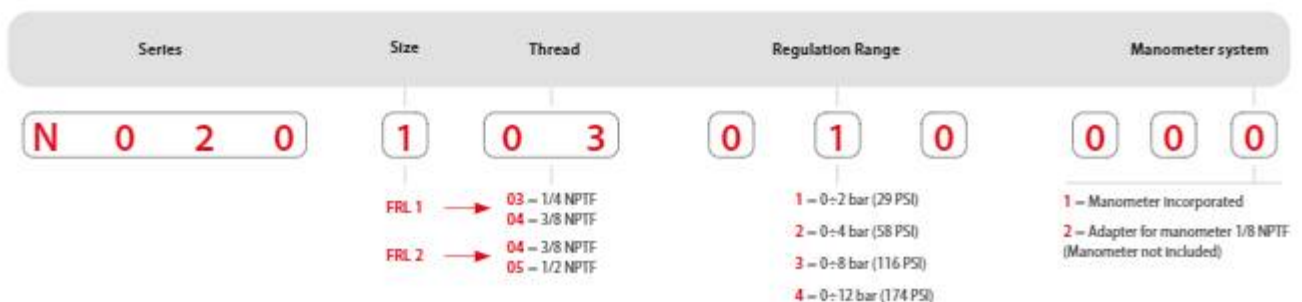 Series Size Thread Regulation Range Manometer system
N 0 2 0 1 0 3 0 1 0 0 0 0
FRL 1
03 = 1/4 NPTF
04 = 3/8 NPTF
FRL 2
04 = 3/8 NPTF
05 = 1/2 NPTF
1 = 0÷2 bar (29 PSI)
2 = 0÷4 bar (58 PSI)
3 = 0÷8 bar (116 PSI)
4 = 0÷12 bar (174 PSI)
1 = Manometer incorporated
2 = Adapter for manometer 1/8 NPTF
(Manometer not included)